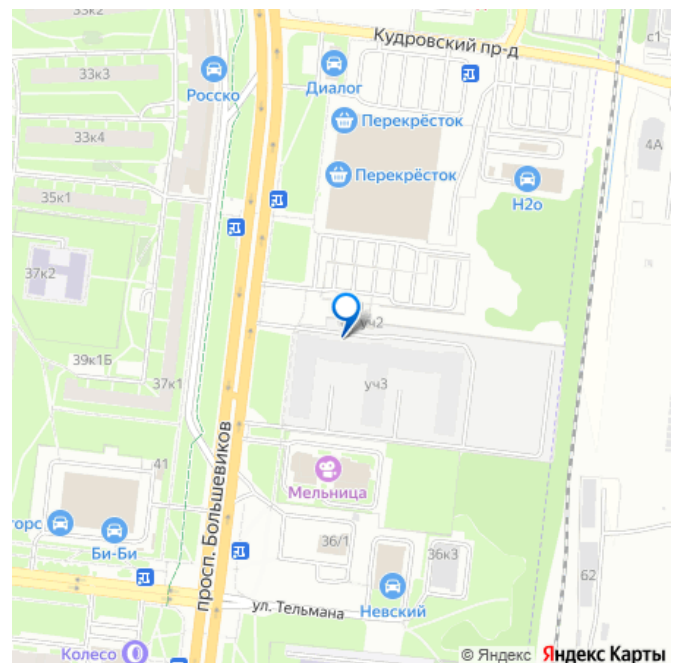 33к2
Кудровский пр-д
с1
33к3
Росско
Диалог
Перекрёсток
33к4
4А
Перекрёсток
35к1
Н2о
37к2
уч2
39к1Б
37к1
уч3
просп. Большевиков
41
Мельница
Би-Би
36/1
36к3
62
ул. Тельмана
Невский
Колесо
© Яндекс Яндекс Карты